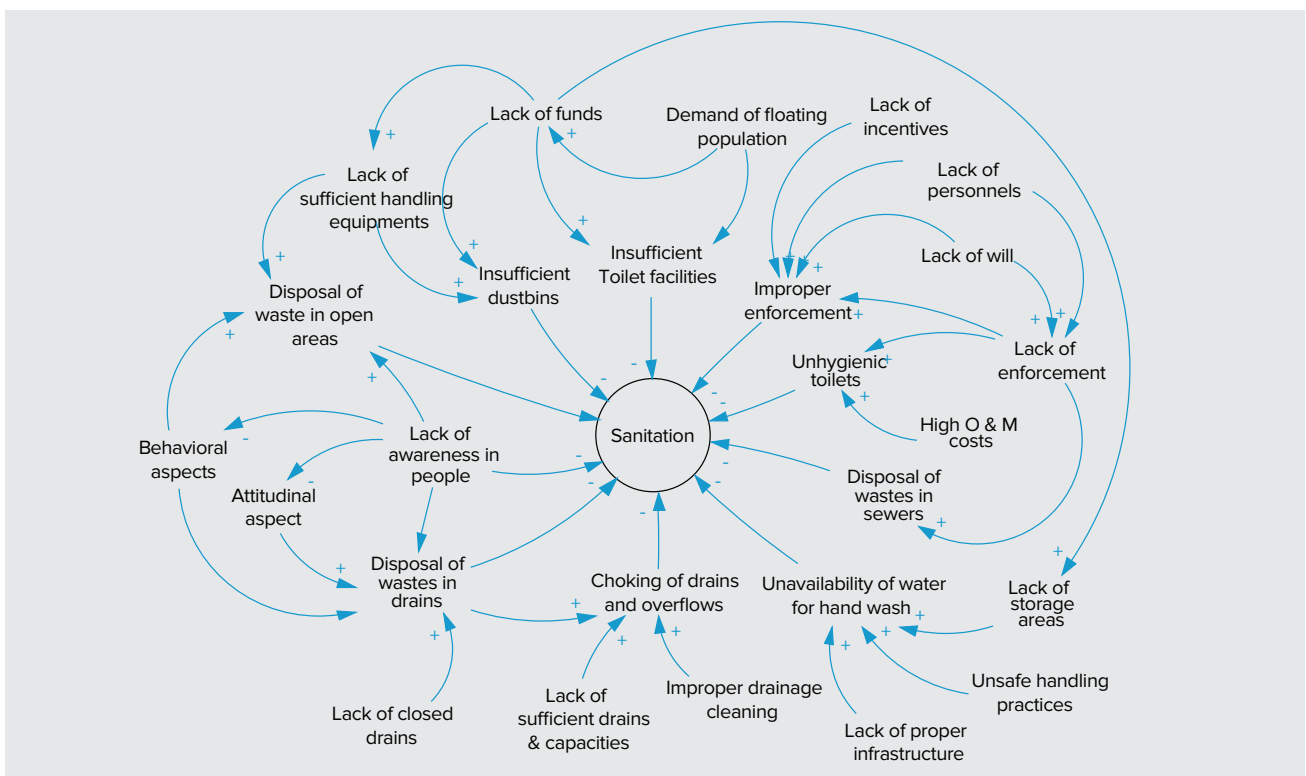 Lack of funds
Demand of floating
population
Lack of
incentives
Lack of
personnels
Lack of
sufficient handling
equipments
Lack of will
Insufficient
Toilet facilities
Insufficient
dustbins
Improper
enforcement
Disposal of
waste in open
areas
Lack of
enforcement
Unhygienic
toilets
High O & M
costs
Sanitation
Behavioral
aspects
Lack of
awareness in
people
Attitudinal
aspect
Disposal of
wastes in
sewers
Disposal of
wastes in
drains
Choking of drains
and overflows
Unavailability of water
for hand wash
Lack of
storage
areas
Lack of closed
drains
Lack of
sufficient drains
& capacities
Improper drainage
cleaning
Unsafe handling
practices
Lack of proper
infrastructure